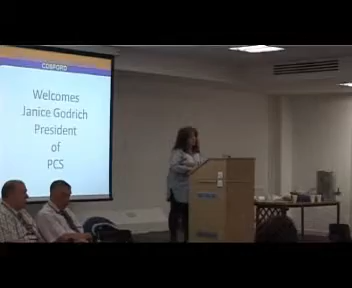 COSFORD
Welcomes
Janice Godrich
President
of
PCS